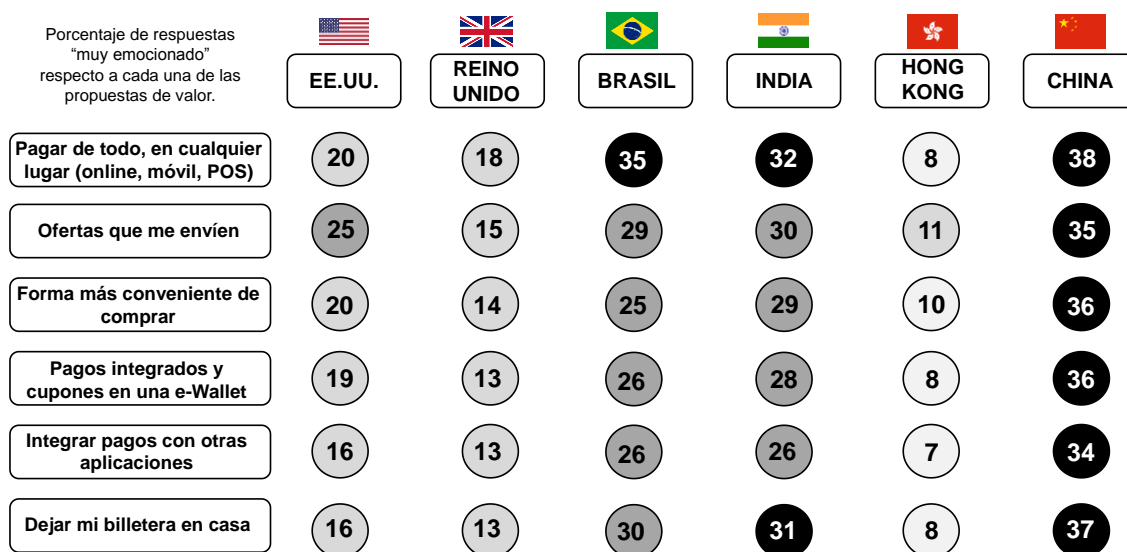 Porcentaje de respuestas
“muy emocionado”
respecto a cada una de las
propuestas de valor.
EE.UU.
REINO
UNIDO
BRASIL
INDIA
HONG
KONG
CHINA
Pagar de todo, en cualquier
lugar (online, móvil, POS)
20 18 35 32 8 38
Ofertas que me envíen
25 15 29 30 11 35
Forma más conveniente de
comprar
20 14 25 29 10 36
Pagos integrados y
cupones en una e-Wallet
19 13 26 28 8 36
Integrar pagos con otras
aplicaciones
16 13 26 26 7 34
Dejar mi billetera en casa
16 13 30 31 8 37